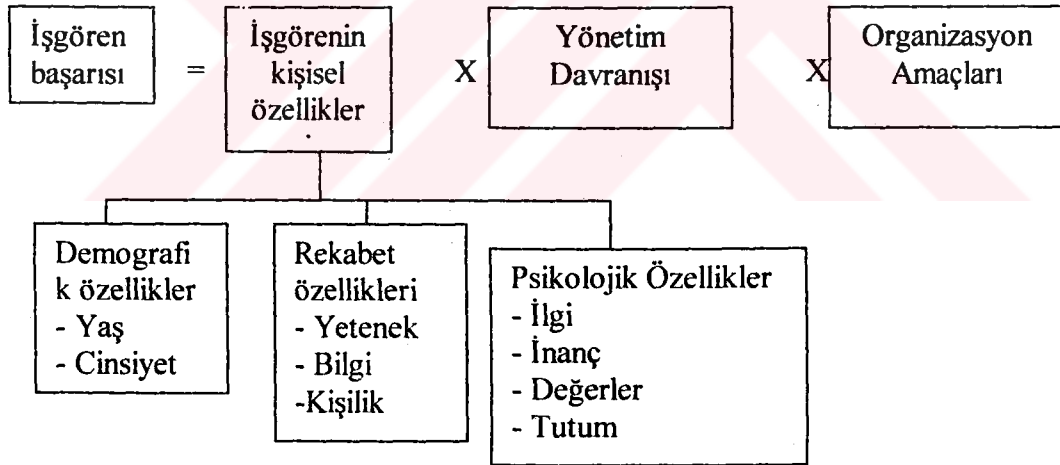 İşgören
başarısı
=
İşgörenin
kişisel
özellikler
X
Yönetim
Davranışı
X
Organizasyon
Amaçları
Demografi
k özellikler
- Yaş
- Cinsiyet
Rekabet
özellikleri
- Yetenek
- Bilgi
-Kişilik
Psikolojik Özellikler
- İlgi
- İnanç
- Değerler
- Tutum